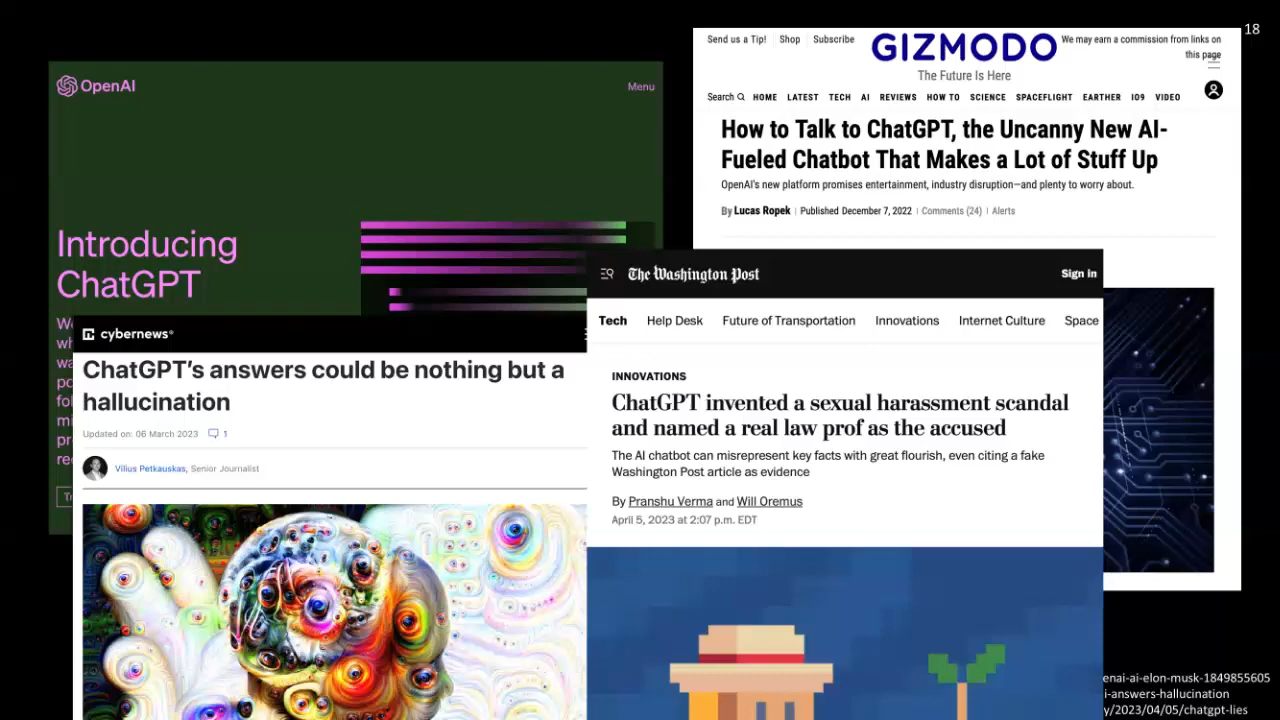 18
OpenAI
Menu
Introducing
ChatGPT
GIZMODO
Send us a Tip!
Shop
Subscribe
We may earn a commission from links on
this page
The Future Is Here
Search
HOME
LATEST
TECH
AI
REVIEWS
HOW TO
SCIENCE
SPACEFLIGHT
EARTHER
IO9
VIDEO
How to Talk to ChatGPT, the Uncanny New AI-
Fueled Chatbot That Makes a Lot of Stuff Up
OpenAI's new platform promises entertainment, industry disruption—and plenty to worry about.
By Lucas Ropek | Published December 7, 2022 | Comments (24) | Alerts
cybernews®
ChatGPT's answers could be nothing but a
hallucination
Updated on: 06 March 2023
1
Vilius Petkauskas, Senior Journalist
The Washington Post
Sign in
Tech
Help Desk
Future of Transportation
Innovations
Internet Culture
Space
INNOVATIONS
ChatGPT invented a sexual harassment scandal
and named a real law prof as the accused
The AI chatbot can misrepresent key facts with great flourish, even citing a fake
Washington Post article as evidence
By Pranshu Verma and Will Oremus
April 5, 2023 at 2:07 p.m. EDT
enai-ai-elon-musk-1849855605
i-answers-hallucination
y/2023/04/05/chatgpt-lies